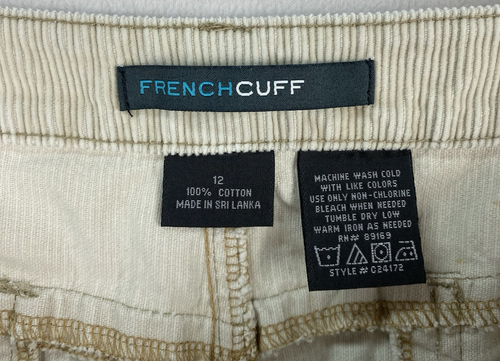 FRENCHCUFF
12
100% COTTON
MADE IN SRI LANKA
MACHINE WASH COLD
WITH LIKE COLORS
USE ONLY NON-CHLORINE
BLEACH WHEN NEEDED
TUMBLE DRY LOW
WARM IRON AS NEEDED
RN# 89169
STYLE # C24172